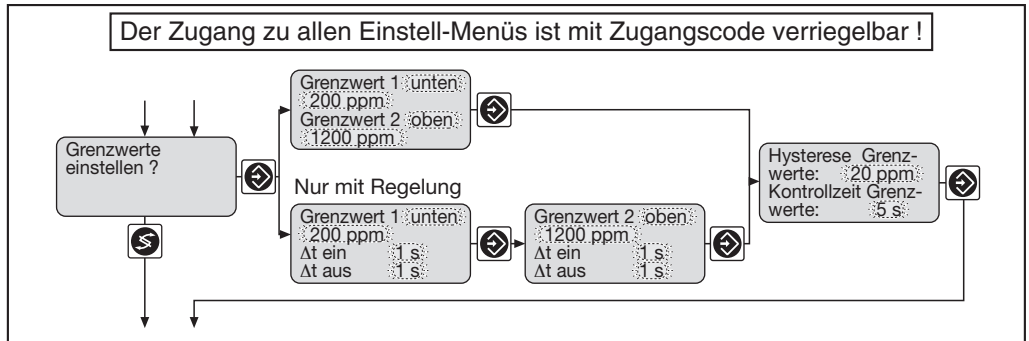 Der Zugang zu allen Einstell-Menüs ist mit Zugangscode verriegelbar !
Grenzwerte
einstellen ?
Grenzwert 1 unten
200 ppm
Grenzwert 2 oben
1200 ppm
Nur mit Regelung
Grenzwert 1 unten
200 ppm
Δt ein 1 s
Δt aus 1 s
Grenzwert 2 oben
1200 ppm
Δt ein 1 s
Δt aus 1 s
Hysterese Grenz-
werte: 20 ppm
Kontrollzeit Grenz-
werte: 5 s